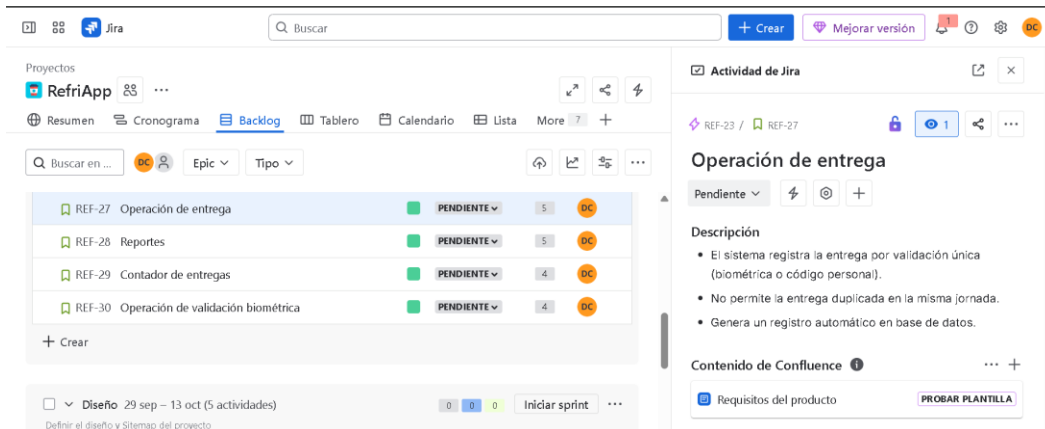 Jira
Buscar
+ Crear
Mejorar versión
1
DC
Proyectos
RefriApp
Resumen
Cronograma
Backlog
Tablero
Calendario
Lista
More 7
Buscar en ...
DC
Epic
Tipo
REF-27 Operación de entrega PENDIENTE 5 DC
REF-28 Reportes PENDIENTE 5 DC
REF-29 Contador de entregas PENDIENTE 4 DC
REF-30 Operación de validación biométrica PENDIENTE 4 DC
+ Crear
Diseño 29 sep – 13 oct (5 actividades) 0 0 0 Iniciar sprint
Definir el diseño y Sitemap del proyecto
Actividad de Jira
REF-23 / REF-27
1
Operación de entrega
Pendiente
Descripción
• El sistema registra la entrega por validación única
(biométrica o código personal).
• No permite la entrega duplicada en la misma jornada.
• Genera un registro automático en base de datos.
Contenido de Confluence
Requisitos del producto PROBAR PLANTILLA